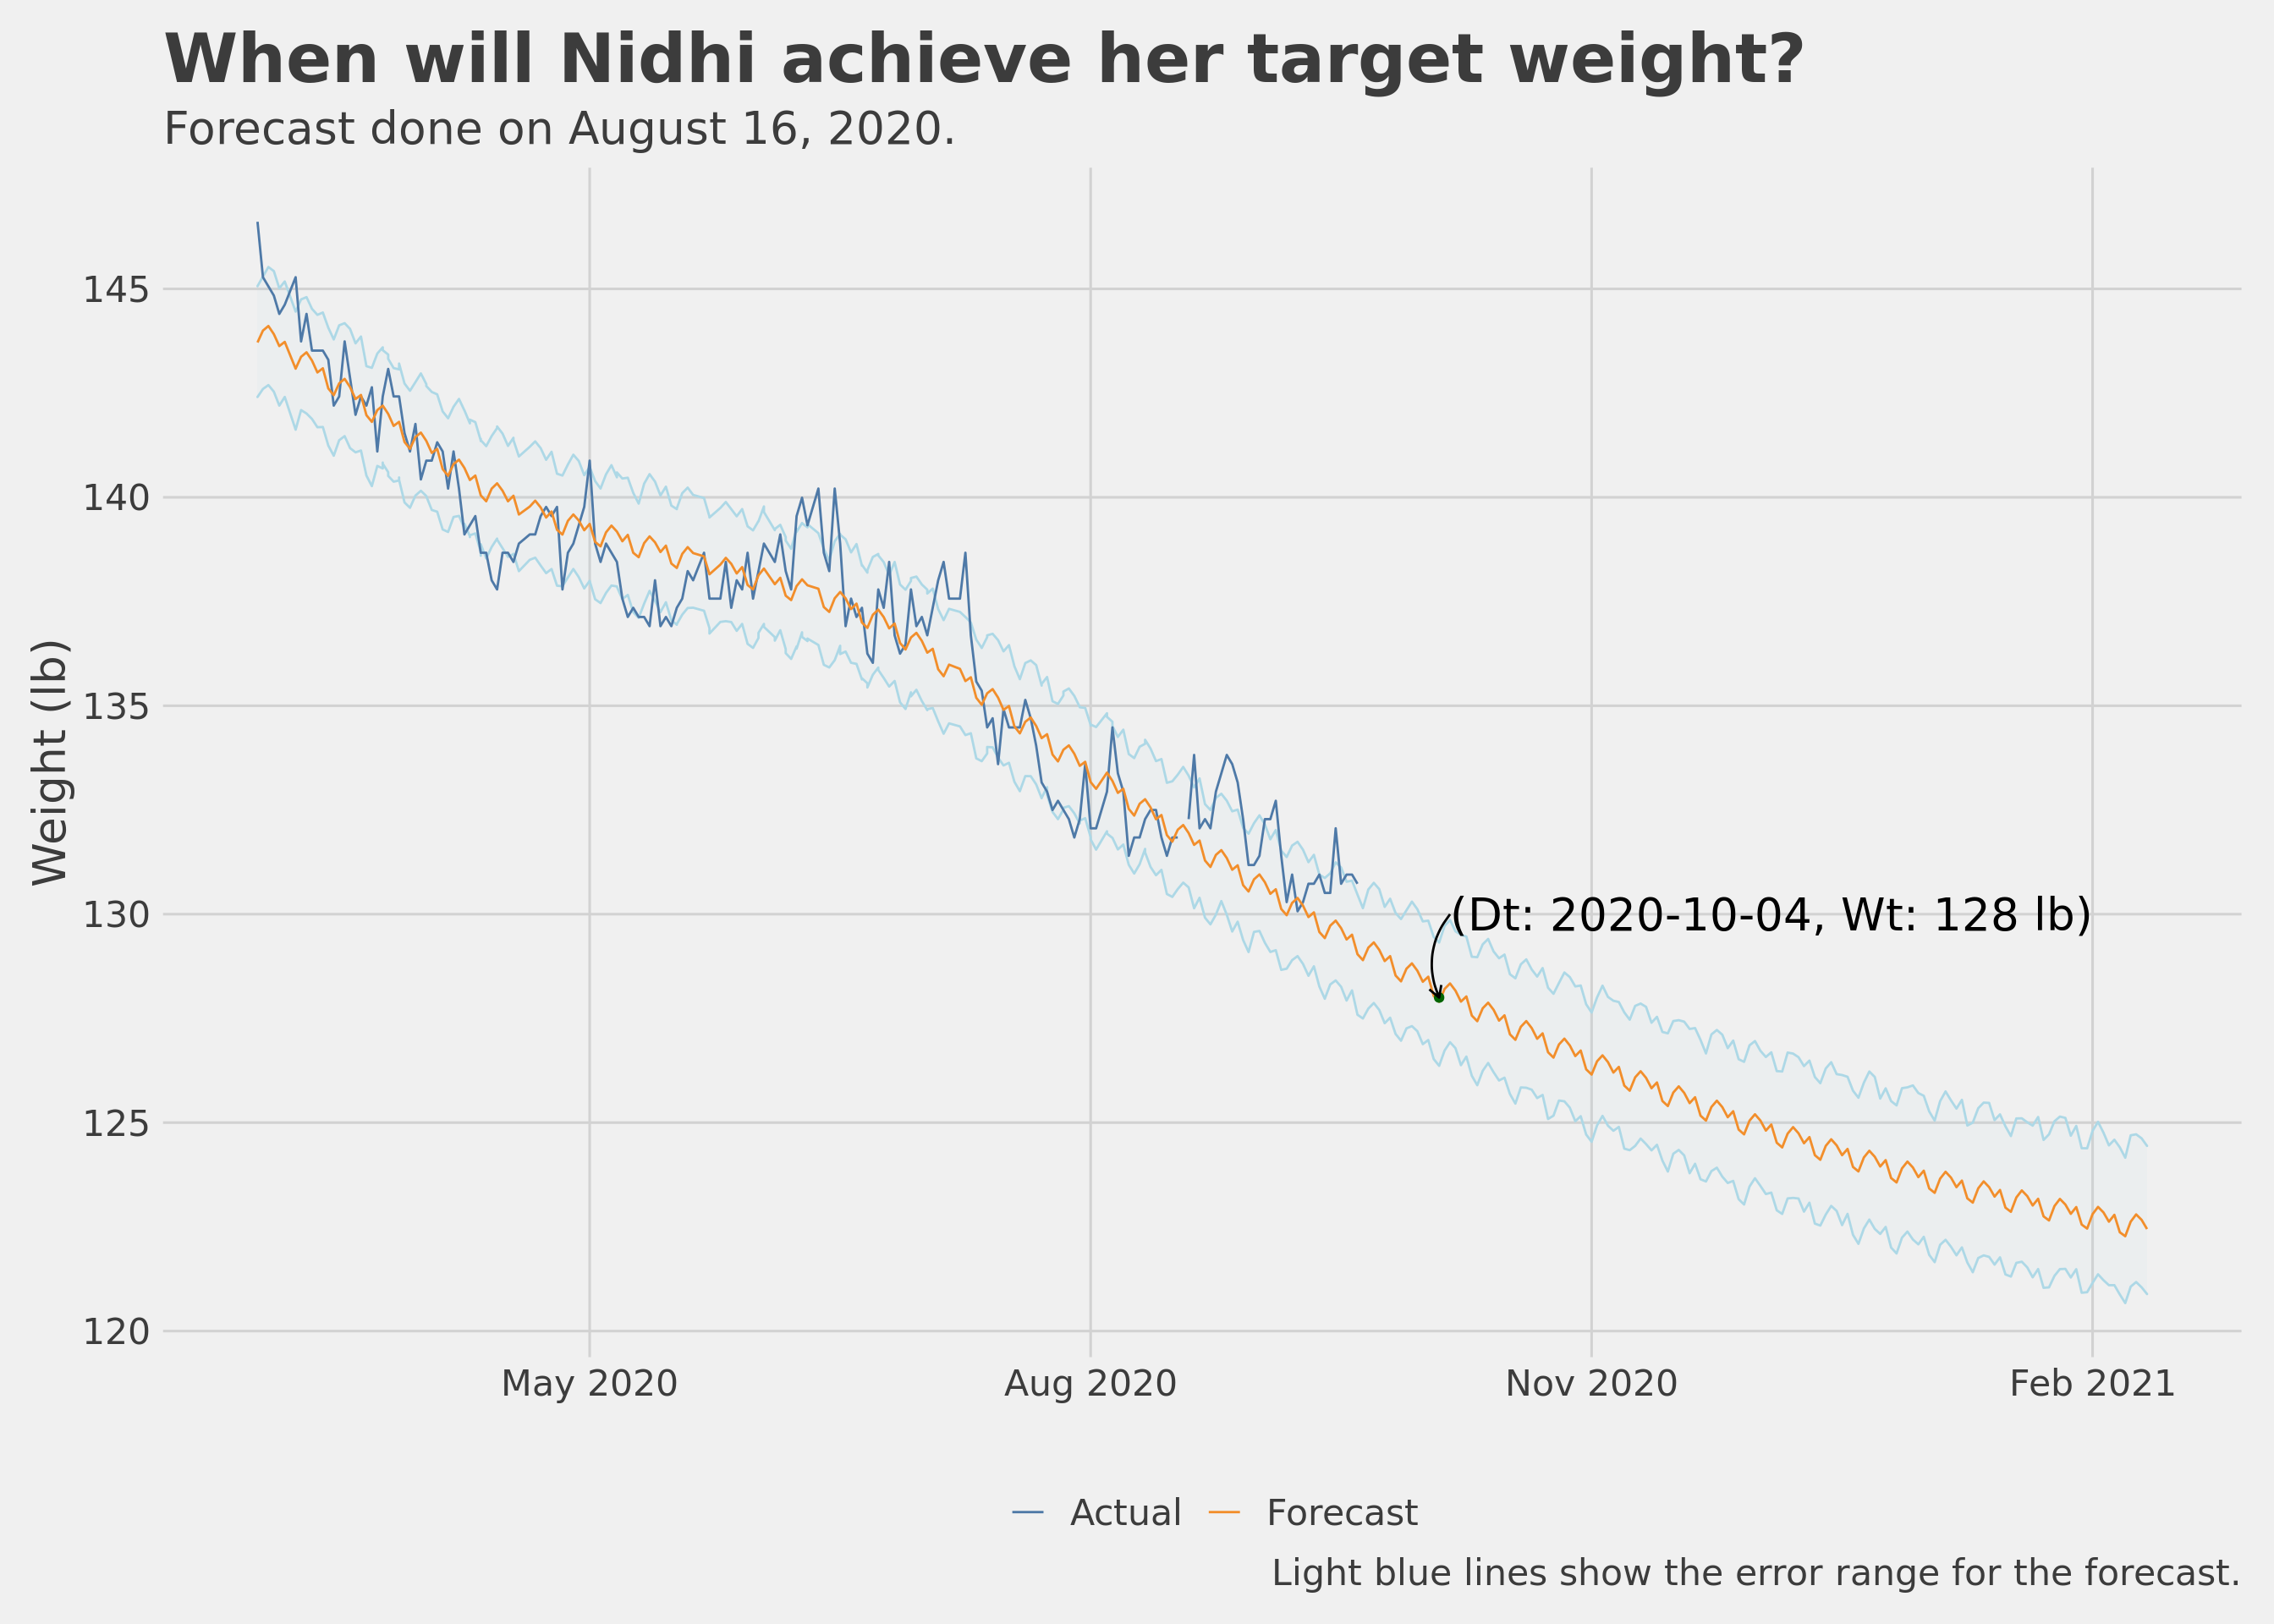 When will Nidhi achieve her target weight?
Forecast done on August 16, 2020.
Weight (lb)
145
140
135
130
125
120
(Dt: 2020-10-04, Wt: 128 lb)
May 2020
Aug 2020
Nov 2020
Feb 2021
Actual
Forecast
Light blue lines show the error range for the forecast.